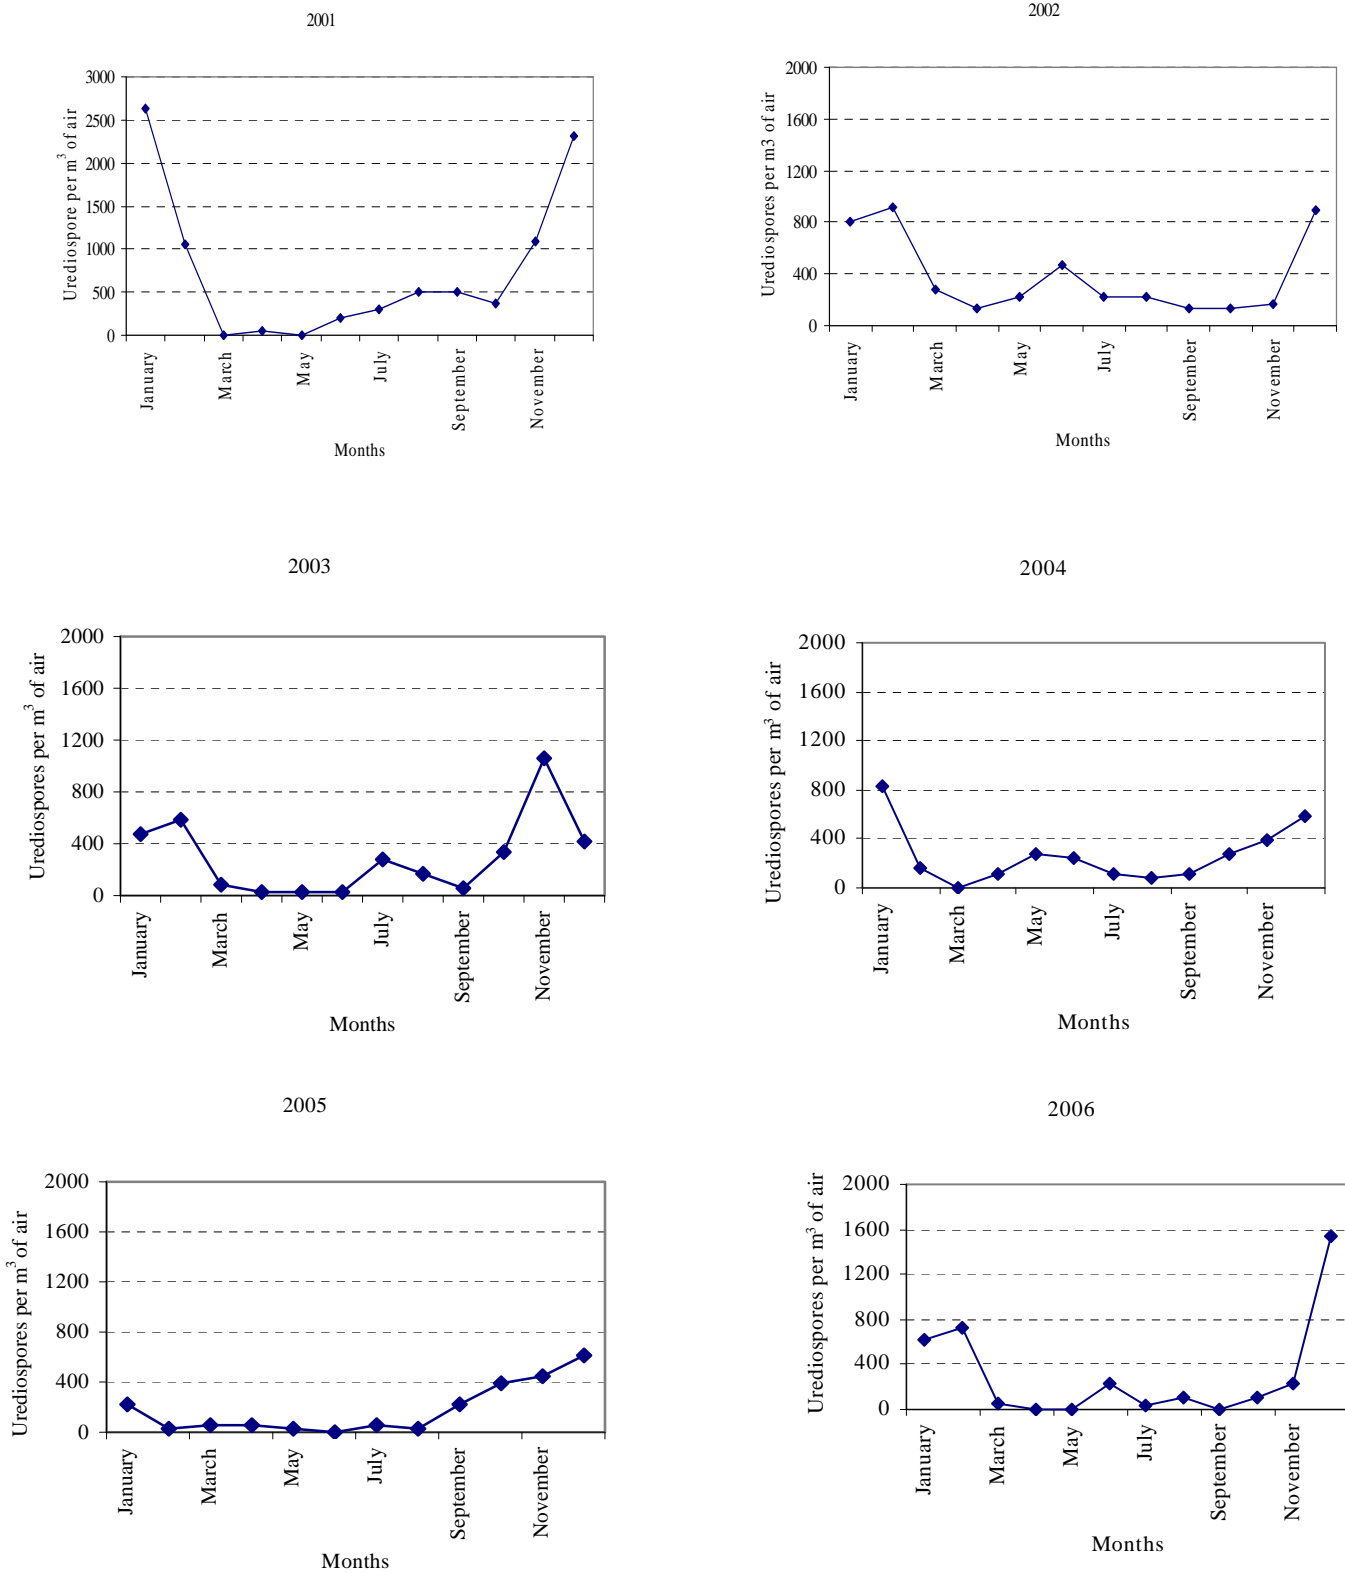 2001
Urediospore per m³ of air
3000
2500
2000
1500
1000
500
0
January
March
May
July
September
November
Months
2002
Urediospores per m3 of air
2000
1600
1200
800
400
0
January
March
May
July
September
November
Months
2003
Urediospores per m³ of air
2000
1600
1200
800
400
0
January
March
May
July
September
November
Months
2004
Urediospores per m³ of air
2000
1600
1200
800
400
0
January
March
May
July
September
November
Months
2005
Urediospores per m³ of air
2000
1600
1200
800
400
0
January
March
May
July
September
November
Months
2006
Urediospores per m³ of air
2000
1600
1200
800
400
0
January
March
May
July
September
November
Months